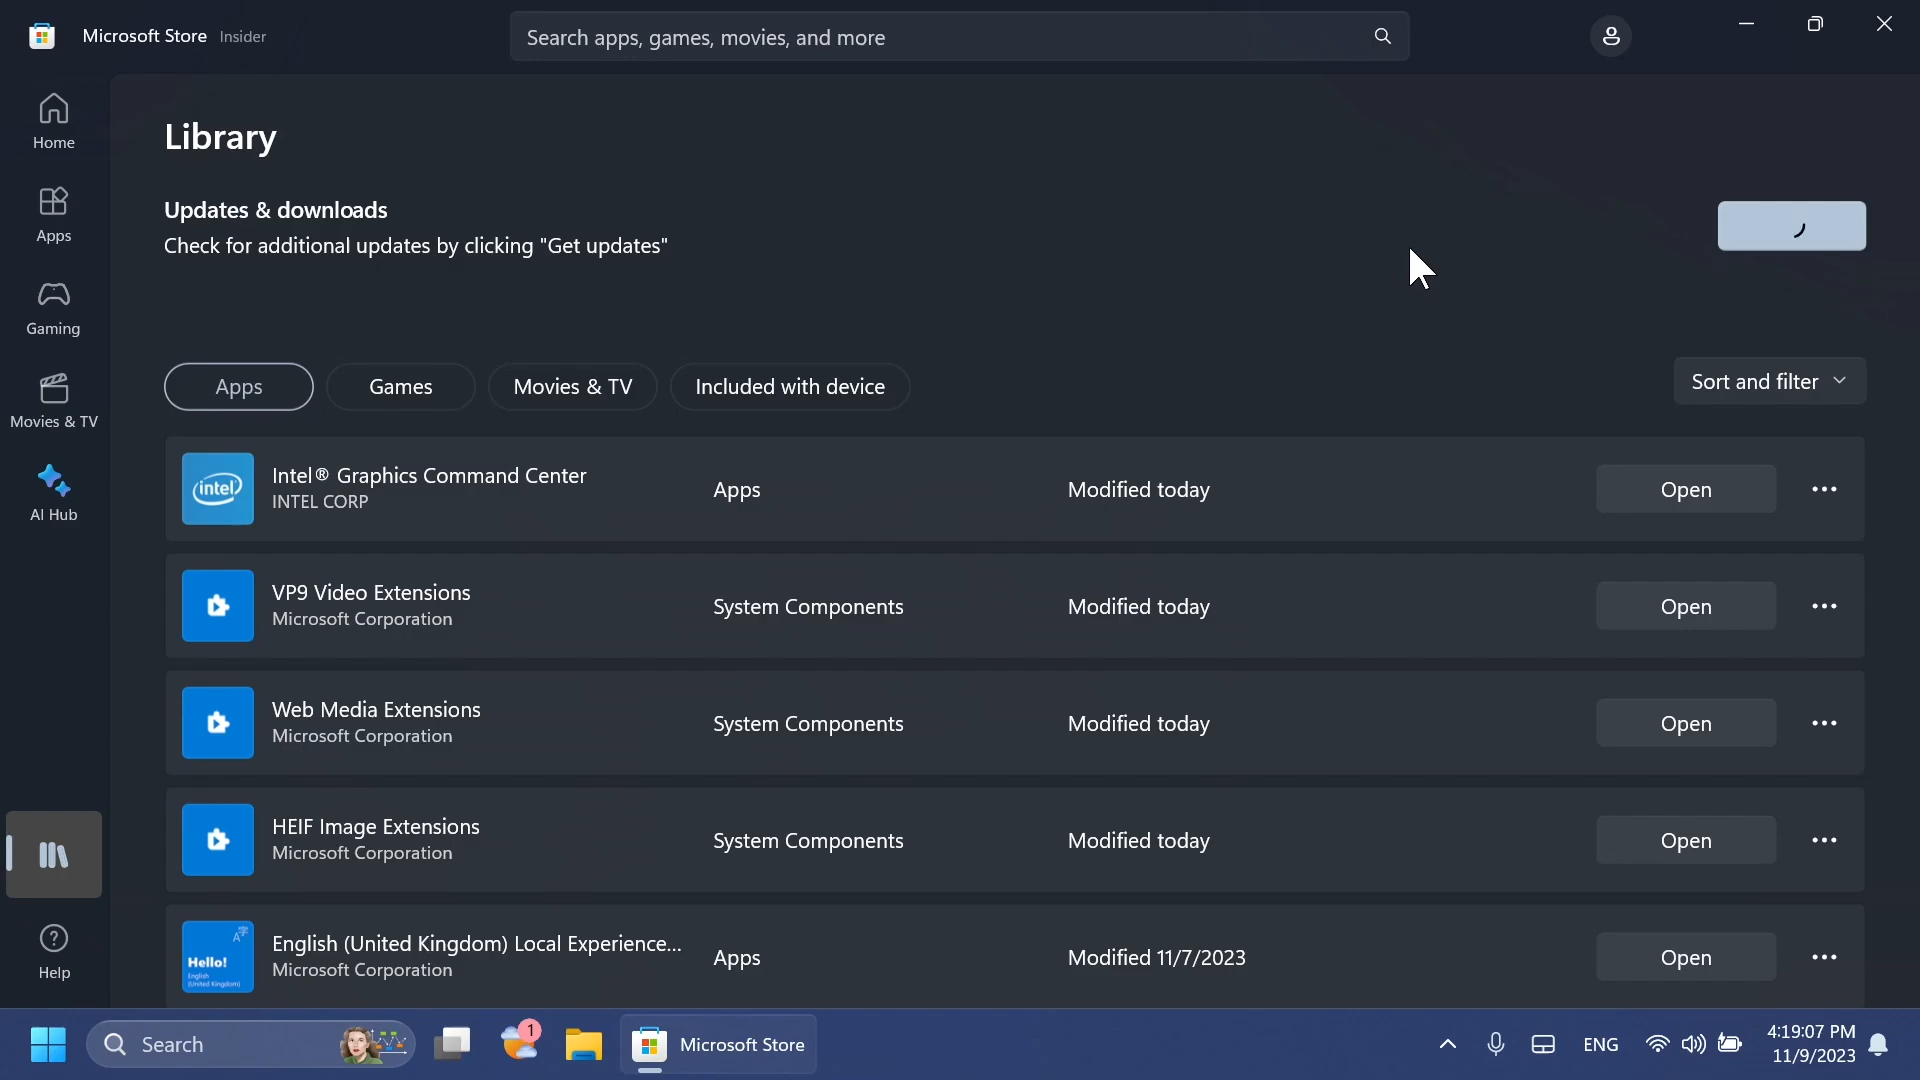 Microsoft Store Insider
Search apps, games, movies, and more
Home
Apps
Gaming
Movies & TV
AI Hub
Help
Library
Updates & downloads
Check for additional updates by clicking "Get updates"
Apps Games Movies & TV Included with device Sort and filter
intel Intel® Graphics Command Center
INTEL CORP
Apps Modified today Open
VP9 Video Extensions
Microsoft Corporation
System Components Modified today Open
Web Media Extensions
Microsoft Corporation
System Components Modified today Open
HEIF Image Extensions
Microsoft Corporation
System Components Modified today Open
Hello!
English
(United Kingdom)
English (United Kingdom) Local Experience...
Microsoft Corporation
Apps Modified 11/7/2023 Open
Search 1 Microsoft Store ENG 4:19:07 PM
11/9/2023